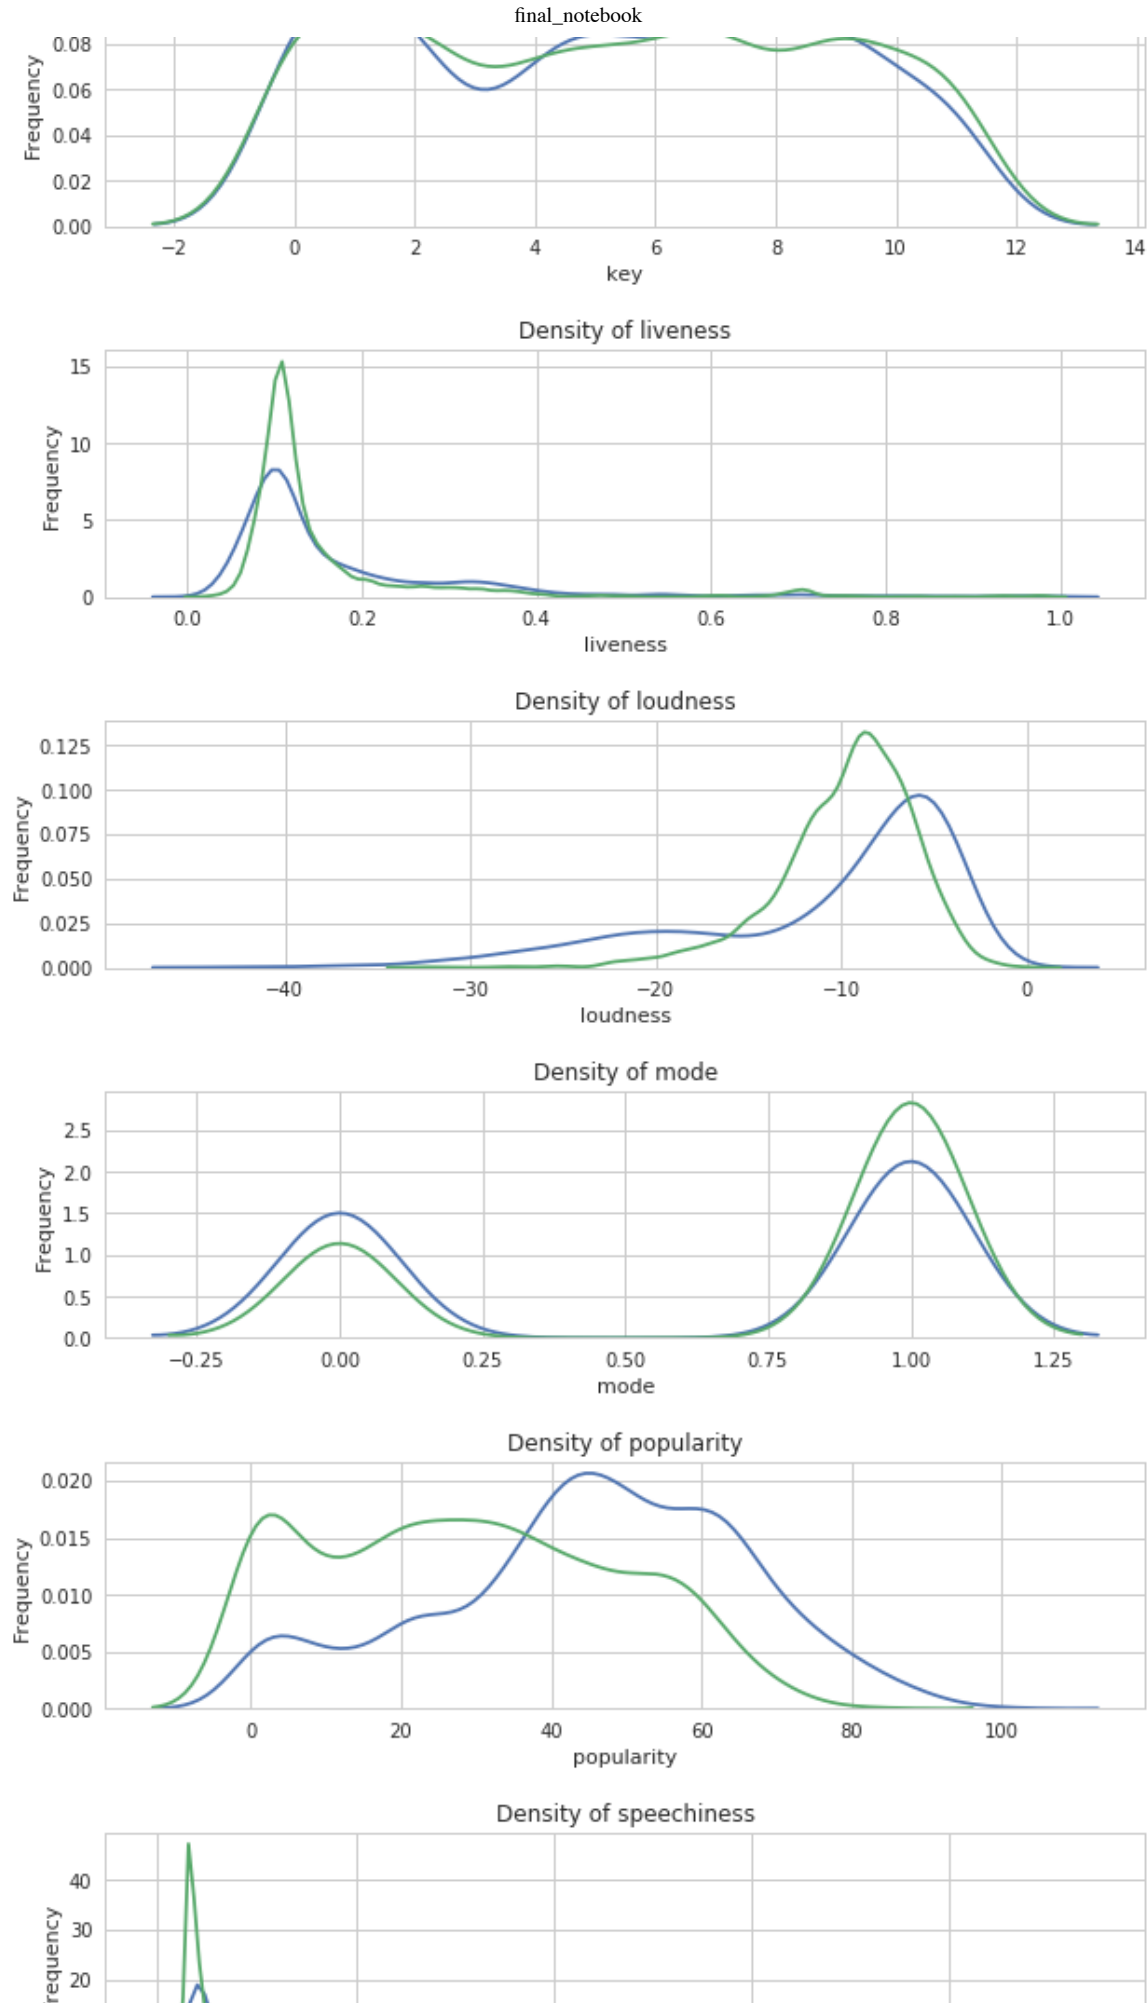 final_notebook
0.08
0.06
0.04
0.02
0.00
Frequency
−2 0 2 4 6 8 10 12 14
key
Density of liveness
15
10
5
0
Frequency
0.0 0.2 0.4 0.6 0.8 1.0
liveness
Density of loudness
0.125
0.100
0.075
0.050
0.025
0.000
Frequency
−40 −30 −20 −10 0
loudness
Density of mode
2.5
2.0
1.5
1.0
0.5
0.0
Frequency
−0.25 0.00 0.25 0.50 0.75 1.00 1.25
mode
Density of popularity
0.020
0.015
0.010
0.005
0.000
Frequency
0 20 40 60 80 100
popularity
Density of speechiness
40
30
20
requency